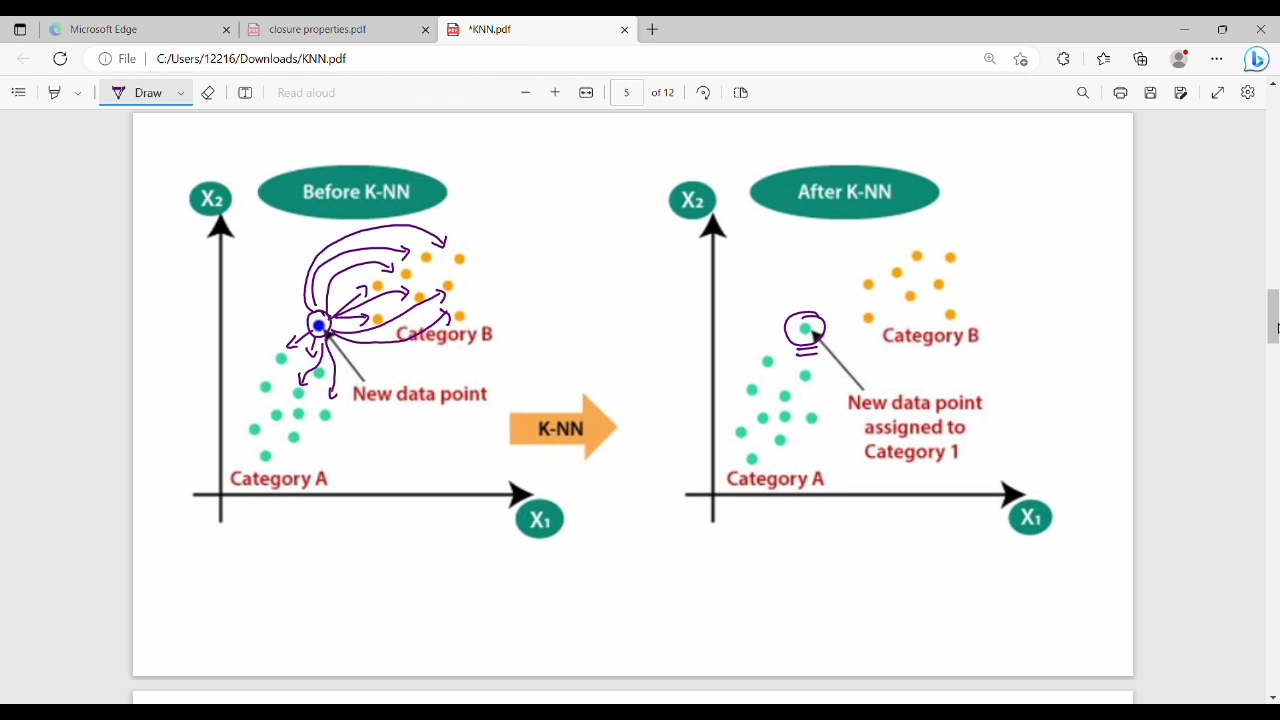 Microsoft Edge
closure properties.pdf
*KNN.pdf
File
C:/Users/12216/Downloads/KNN.pdf
Draw
Read aloud
5
of 12
X₂
Before K-NN
Category B
New data point
Category A
X₁
K-NN
X₂
After K-NN
Category B
New data point
assigned to
Category 1
Category A
X₁